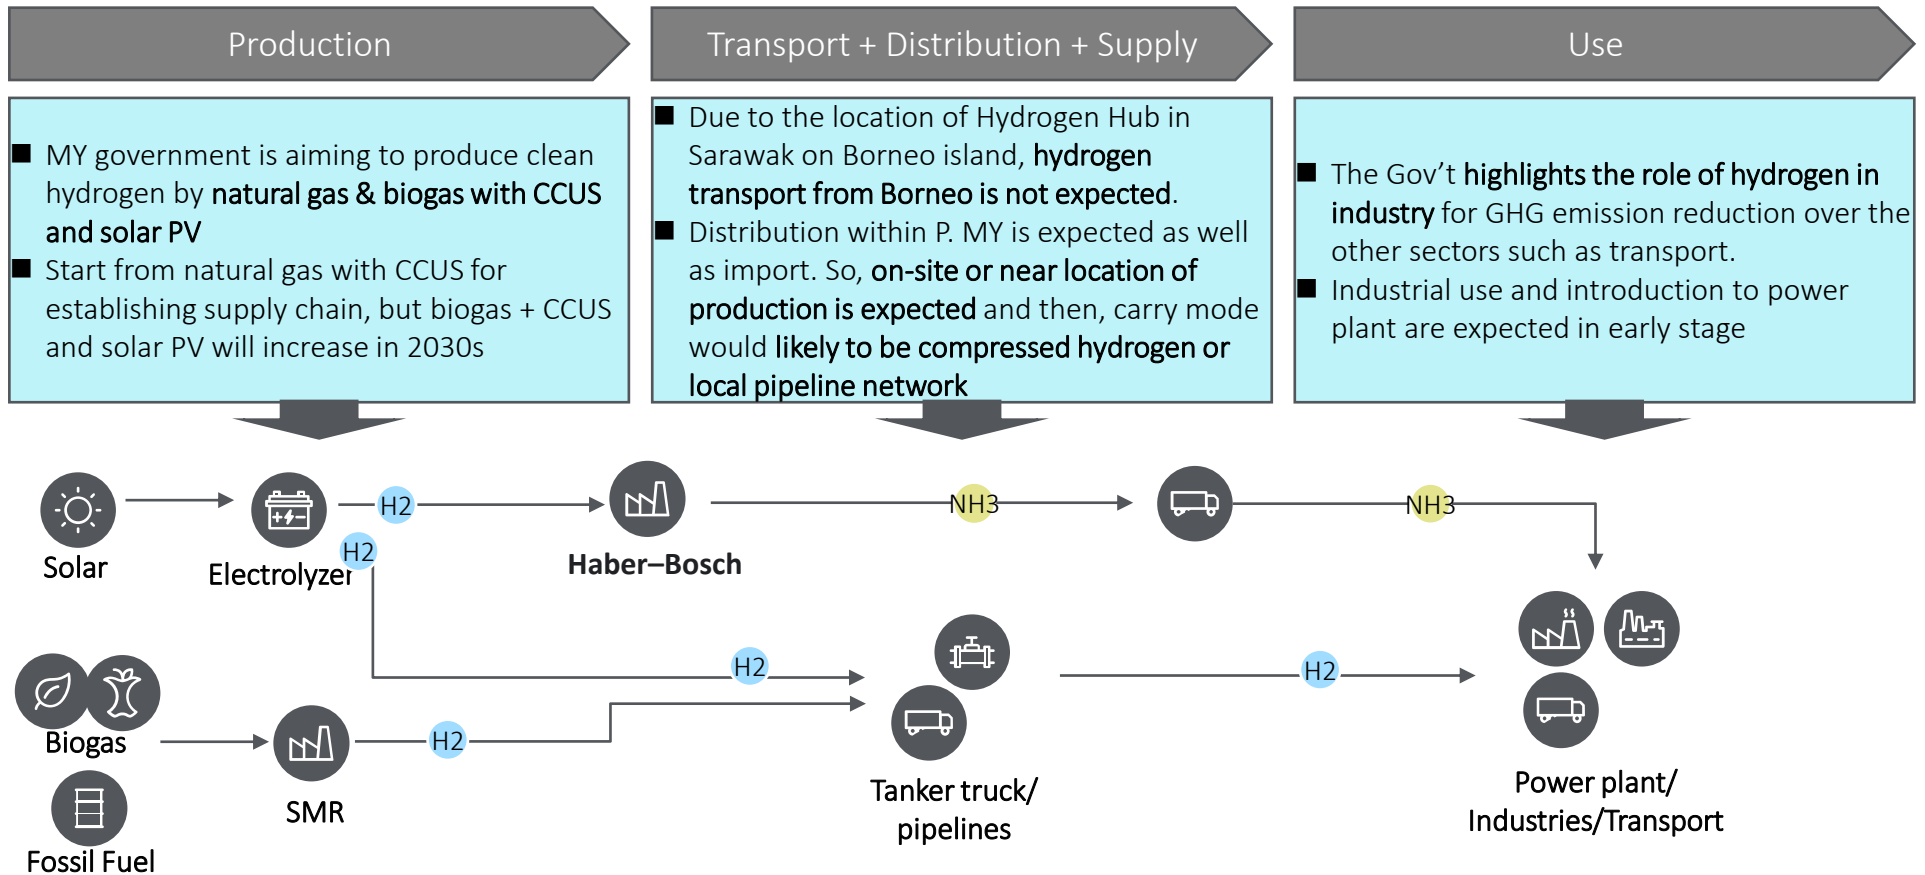 Production
Transport + Distribution + Supply
Use
■ MY government is aiming to produce clean
hydrogen by natural gas & biogas with CCUS
and solar PV
■ Start from natural gas with CCUS for
establishing supply chain, but biogas + CCUS
and solar PV will increase in 2030s
■ Due to the location of Hydrogen Hub in
Sarawak on Borneo island, hydrogen
transport from Borneo is not expected.
■ Distribution within P. MY is expected as well
as import. So, on-site or near location of
production is expected and then, carry mode
would likely to be compressed hydrogen or
local pipeline network
■ The Gov’t highlights the role of hydrogen in
industry for GHG emission reduction over the
other sectors such as transport.
■ Industrial use and introduction to power
plant are expected in early stage
H2
NH3
NH3
H2
Solar
Electrolyzer
Haber–Bosch
H2
H2
Biogas
H2
SMR
Fossil Fuel
Tanker truck/
pipelines
Power plant/
Industries/Transport